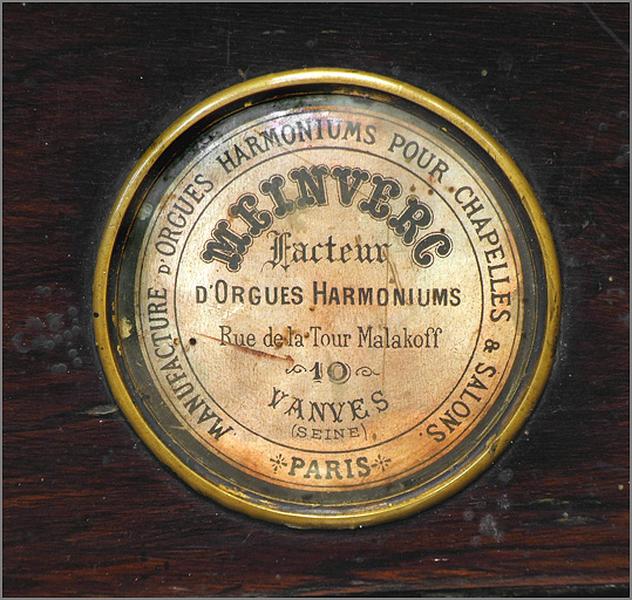 MANUFACTURE D'ORGUES HARMONIUMS POUR CHAPELLES & SALONS.
MEINVERC
Facteur
D'ORGUES HARMONIUMS
Rue de la Tour Malakoff
10
VANVES
(SEINE)
PARIS